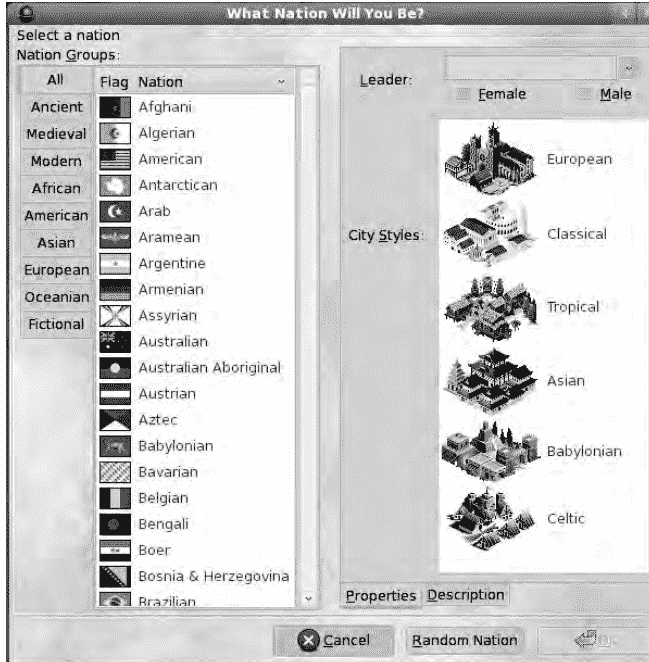 What Nation Will You Be?
Select a nation
Nation Groups:
All
Ancient
Medieval
Modern
African
American
Asian
European
Oceanian
Fictional
Flag Nation
Afghani
Algerian
American
Antarctican
Arab
Aramean
Argentine
Armenian
Assyrian
Australian
Australian Aboriginal
Austrian
Aztec
Babylonian
Bavarian
Belgian
Bengali
Boer
Bosnia & Herzegovina
Brazilian
Leader:
Female Male
City Styles:
European
Classical
Tropical
Asian
Babylonian
Celtic
Properties Description
Cancel Random Nation